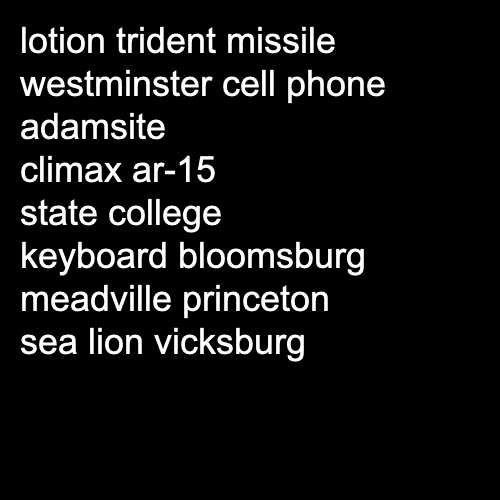 lotion trident missile
westminster cell phone
adamsite
climax ar-15
state college
keyboard bloomsburg
meadville princeton
sea lion vicksburg